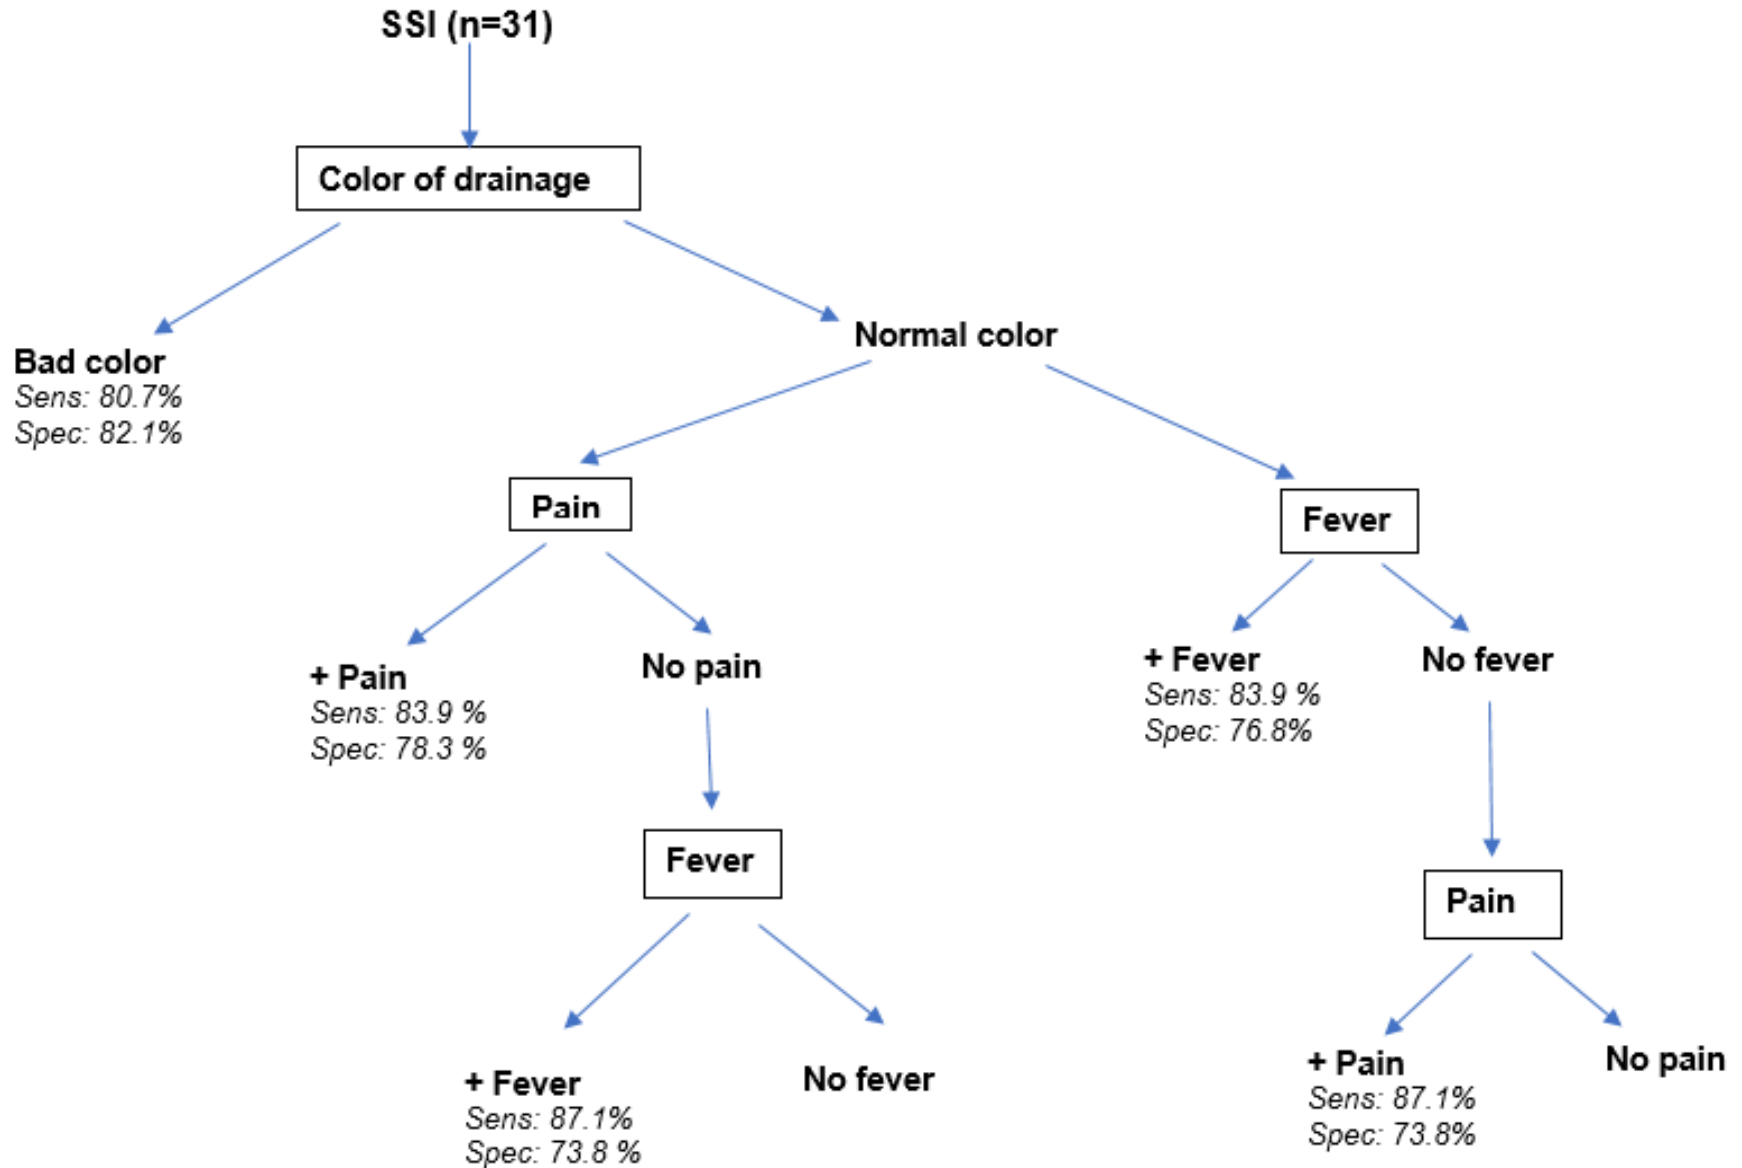 SSI (n=31)
Color of drainage
Bad color
Sens: 80.7%
Spec: 82.1%
Normal color
Pain
+ Pain
Sens: 83.9 %
Spec: 78.3 %
No pain
Fever
+ Fever
Sens: 87.1%
Spec: 73.8 %
No fever
Fever
+ Fever
Sens: 83.9 %
Spec: 76.8%
No fever
Pain
+ Pain
Sens: 87.1%
Spec: 73.8%
No pain